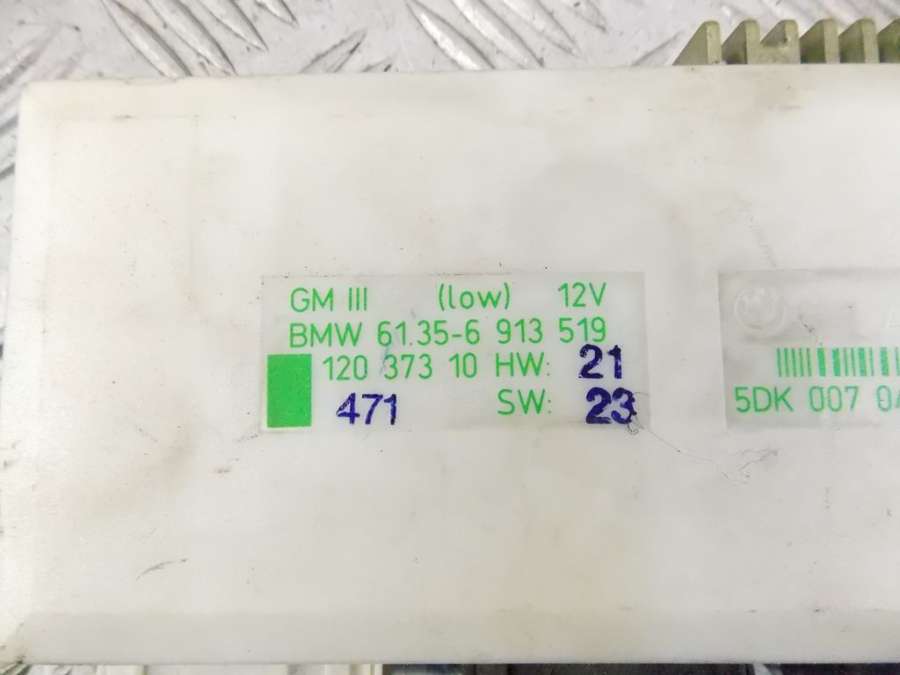 GM III (low) 12V
BMW 61.35-6 913 519
120 373 10 HW: 21
471 SW: 23
5DK 007